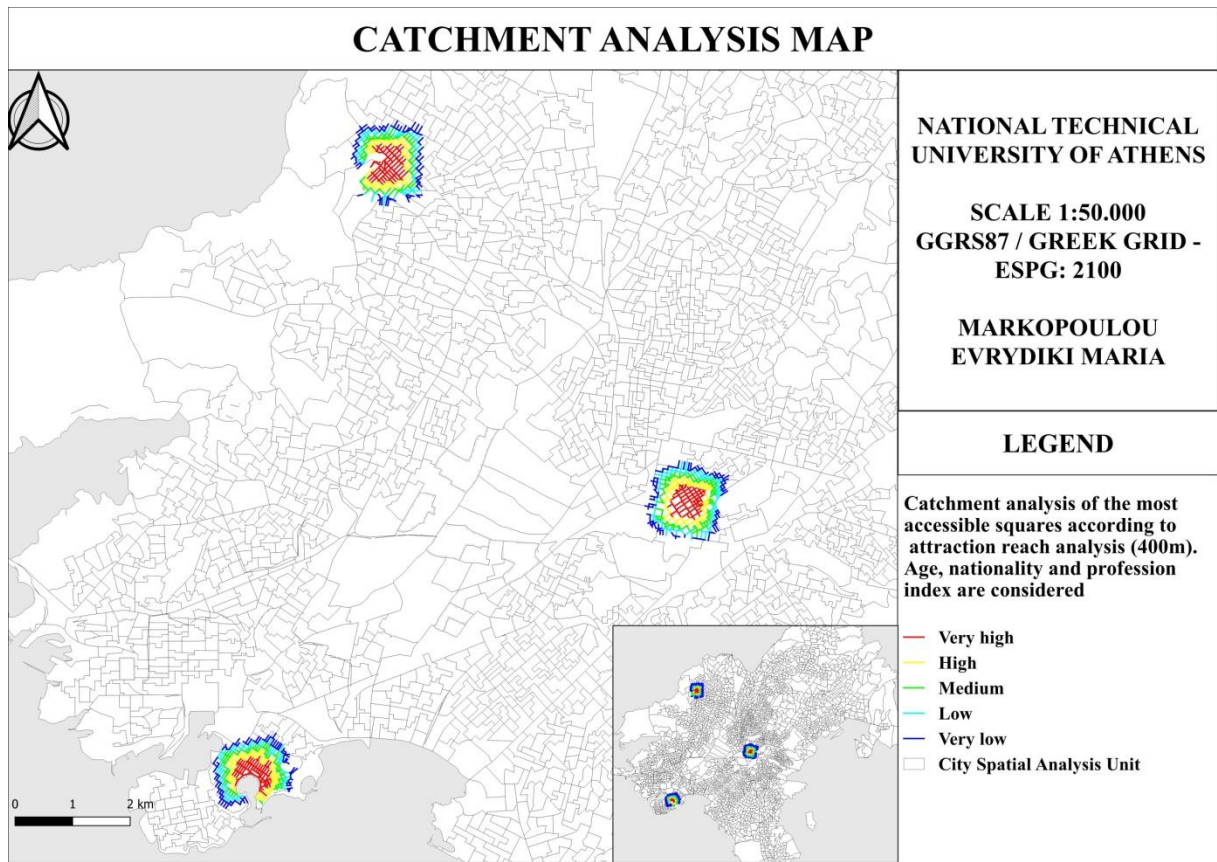 CATCHMENT ANALYSIS MAP
NATIONAL TECHNICAL
UNIVERSITY OF ATHENS
SCALE 1:50.000
GGRS87 / GREEK GRID -
ESPG: 2100
MARKOPOULOU
EVRYDIKI MARIA
LEGEND
Catchment analysis of the most
accessible squares according to
attraction reach analysis (400m).
Age, nationality and profession
index are considered
Very high
High
Medium
Low
Very low
City Spatial Analysis Unit
0 1 2 km